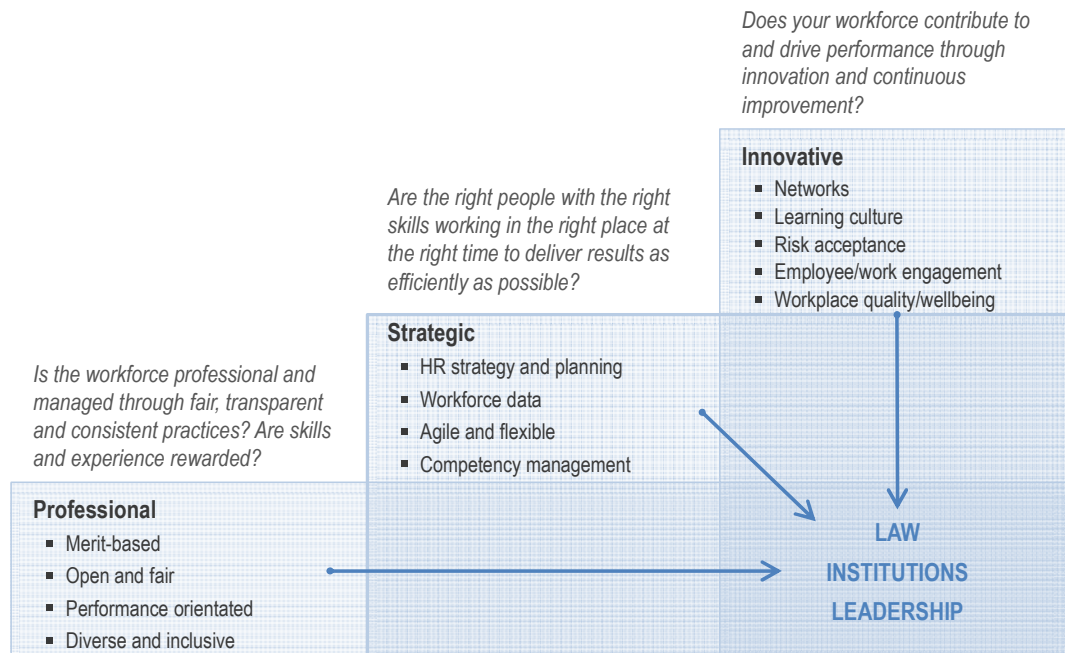 Does your workforce contribute to
and drive performance through
innovation and continuous
improvement?
Innovative
▪ Networks
▪ Learning culture
▪ Risk acceptance
▪ Employee/work engagement
▪ Workplace quality/wellbeing
Are the right people with the right
skills working in the right place at
the right time to deliver results as
efficiently as possible?
Strategic
▪ HR strategy and planning
▪ Workforce data
▪ Agile and flexible
▪ Competency management
Is the workforce professional and
managed through fair, transparent
and consistent practices? Are skills
and experience rewarded?
Professional
▪ Merit-based
▪ Open and fair
▪ Performance orientated
▪ Diverse and inclusive
LAW
INSTITUTIONS
LEADERSHIP